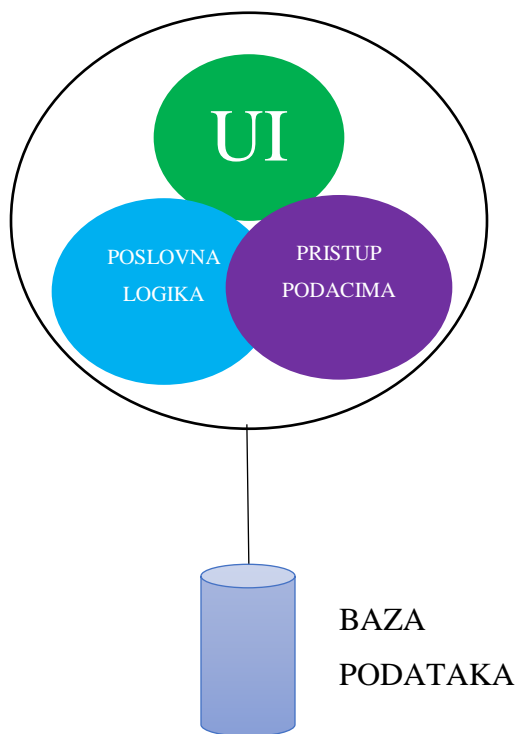 UI
POSLOVNA
LOGIKA
PRISTUP
PODACIMA
BAZA
PODATAKA